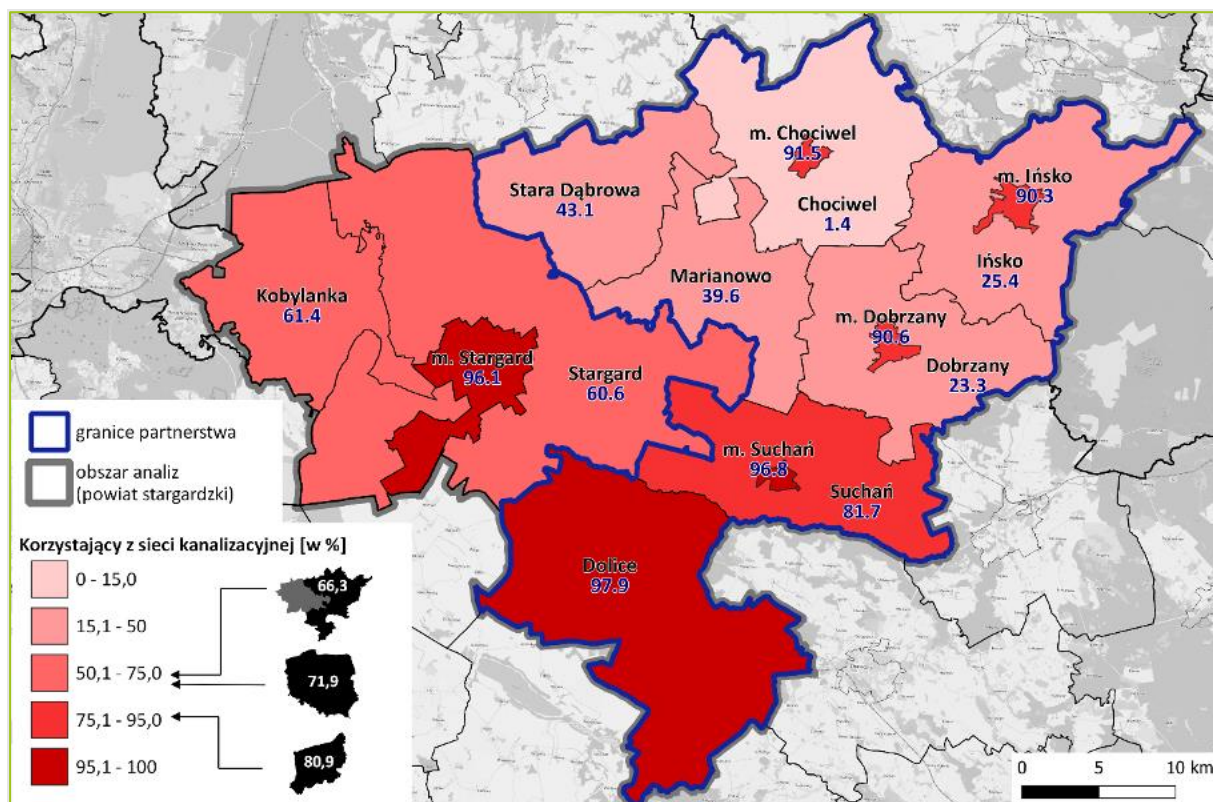 m. Chociwel
91.5
Stara Dąbrowa
43.1
m. Ińsko
90.3
Chociwel
1.4
Ińsko
25.4
Marianowo
39.6
Kobylanka
61.4
m. Dobrzany
90.6
m. Stargard
96.1
Stargard
60.6
Dobrzany
23.3
m. Suchań
96.8
Suchań
81.7
Dolice
97.9
granice partnerstwa
obszar analiz
(powiat stargardzki)
Korzystający z sieci kanalizacyjnej [w %]
0 - 15,0
66,3
15,1 - 50
50,1 - 75,0
71,9
75,1 - 95,0
80,9
95,1 - 100
0 5 10 km